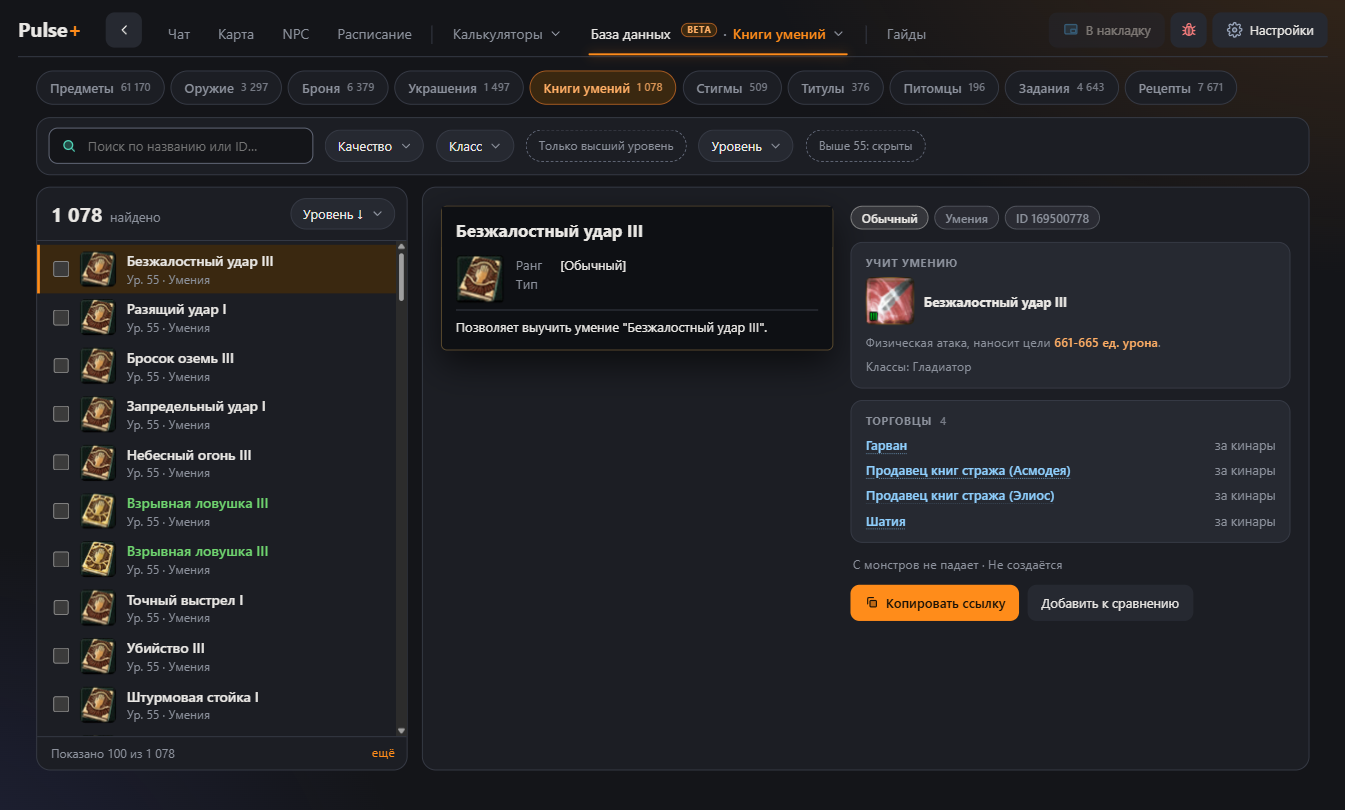 Pulse+
Чат
Карта
NPC
Расписание
Калькуляторы
База данных BETA · Книги умений
Гайды
В накладку
Настройки
Предметы 61 170
Оружие 3 297
Броня 6 379
Украшения 1 497
Книги умений 1 078
Стигмы 509
Титулы 376
Питомцы 196
Задания 4 643
Рецепты 7 671
Поиск по названию или ID...
Качество
Класс
Только высший уровень
Уровень
Выше 55: скрыты
1 078 найдено
Уровень ↓
Безжалостный удар III
Ур. 55 · Умения
Разящий удар I
Ур. 55 · Умения
Бросок оземь III
Ур. 55 · Умения
Запредельный удар I
Ур. 55 · Умения
Небесный огонь III
Ур. 55 · Умения
Взрывная ловушка III
Ур. 55 · Умения
Взрывная ловушка III
Ур. 55 · Умения
Точный выстрел I
Ур. 55 · Умения
Убийство III
Ур. 55 · Умения
Штурмовая стойка I
Ур. 55 · Умения
Показано 100 из 1 078
ещё
Безжалостный удар III
Ранг [Обычный]
Тип
Позволяет выучить умение "Безжалостный удар III".
Обычный
Умения
ID 169500778
УЧИТ УМЕНИЮ
III
Безжалостный удар III
Физическая атака, наносит цели 661-665 ед. урона.
Классы: Гладиатор
ТОРГОВЦЫ 4
Гарван за кинары
Продавец книг стража (Асмодея) за кинары
Продавец книг стража (Элиос) за кинары
Шатия за кинары
С монстров не падает · Не создаётся
Копировать ссылку
Добавить к сравнению